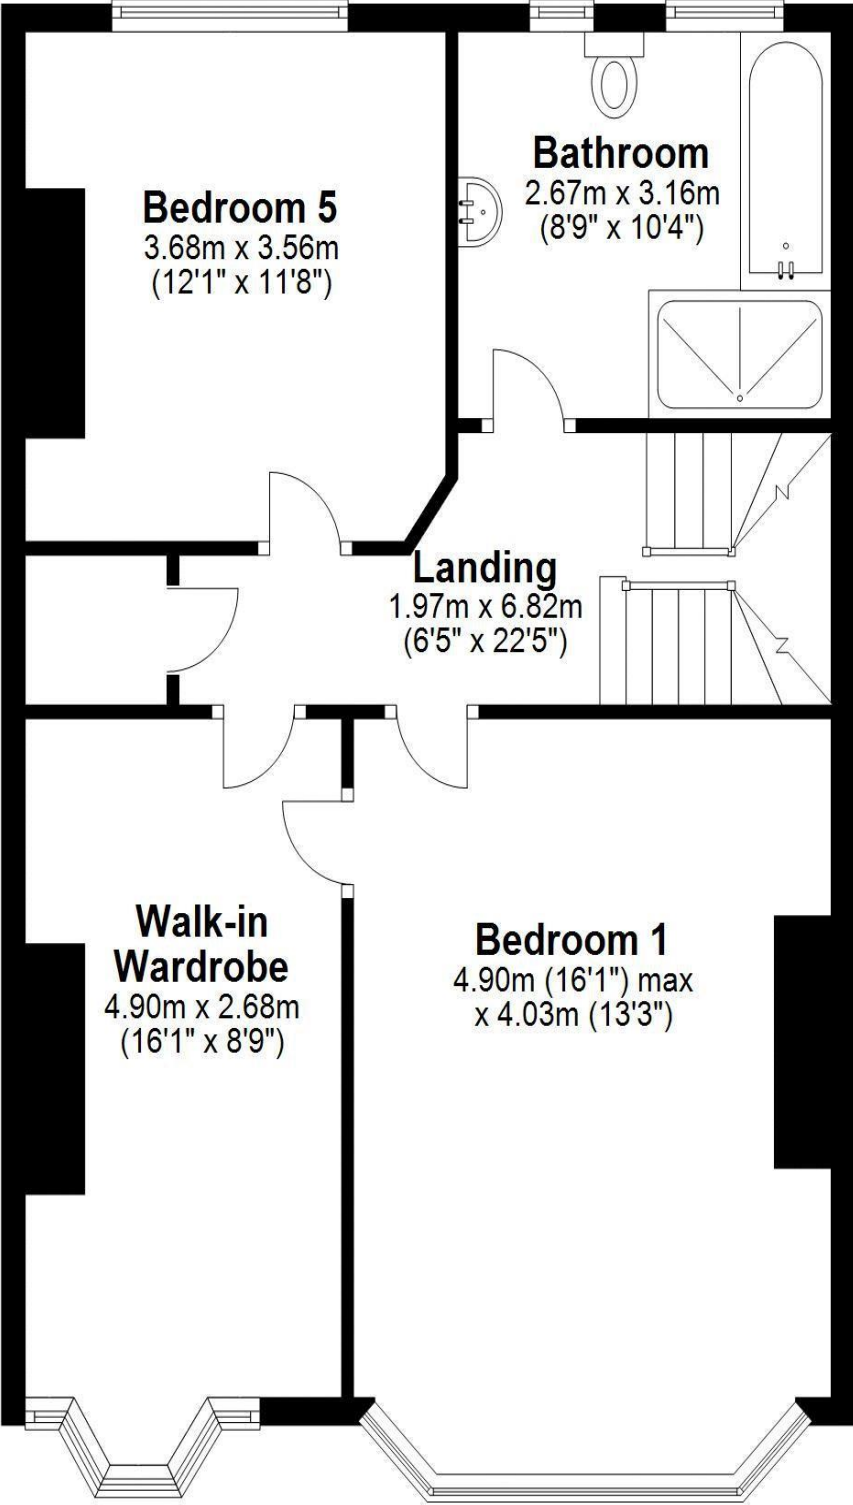 Bedroom 5
3.68m x 3.56m
(12'1" x 11'8")
Bathroom
2.67m x 3.16m
(8'9" x 10'4")
Landing
1.97m x 6.82m
(6'5" x 22'5")
Walk-in
Wardrobe
4.90m x 2.68m
(16'1" x 8'9")
Bedroom 1
4.90m (16'1") max
x 4.03m (13'3")